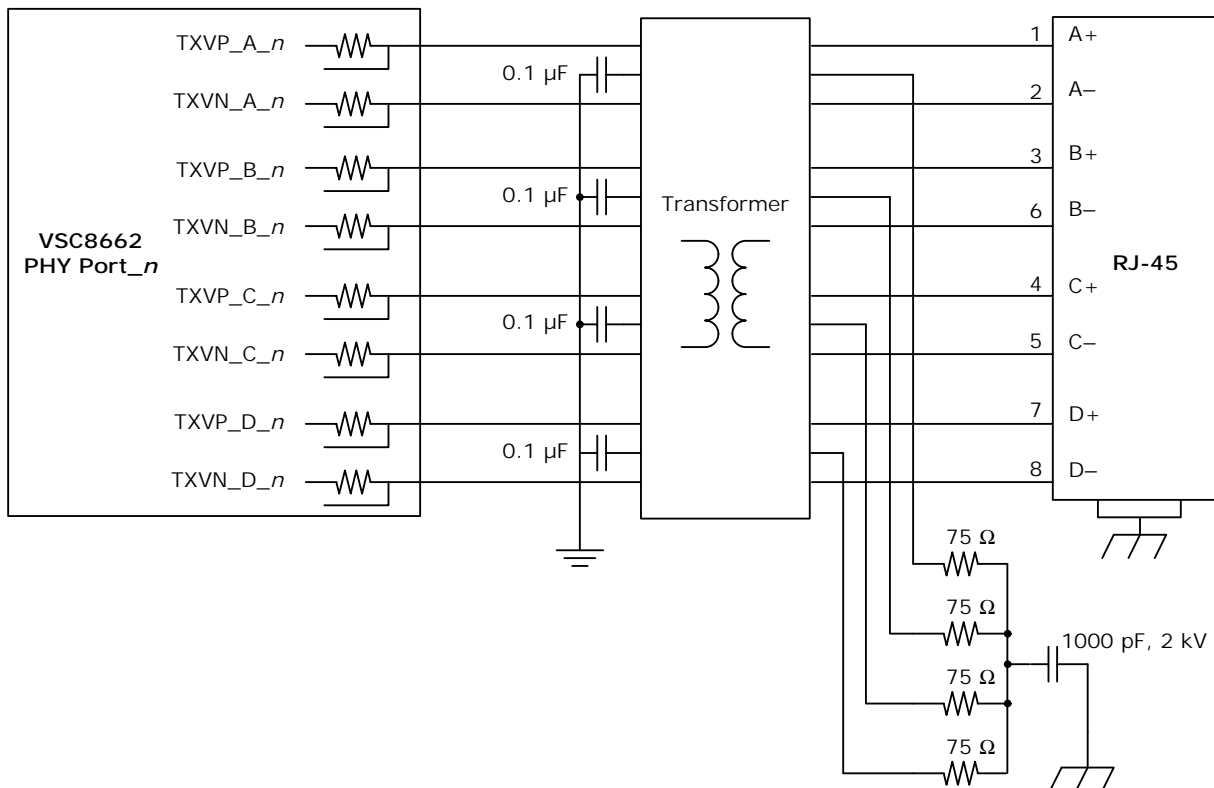 TXVP_A_n
0.1 µF
TXVN_A_n
TXVP_B_n
0.1 µF
TXVN_B_n
VSC8662
PHY Port_n
TXVP_C_n
0.1 µF
TXVN_C_n
TXVP_D_n
0.1 µF
TXVN_D_n
Transformer
1 A+
2 A−
3 B+
6 B−
RJ-45
4 C+
5 C−
7 D+
8 D−
75 Ω
75 Ω
1000 pF, 2 kV
75 Ω
75 Ω